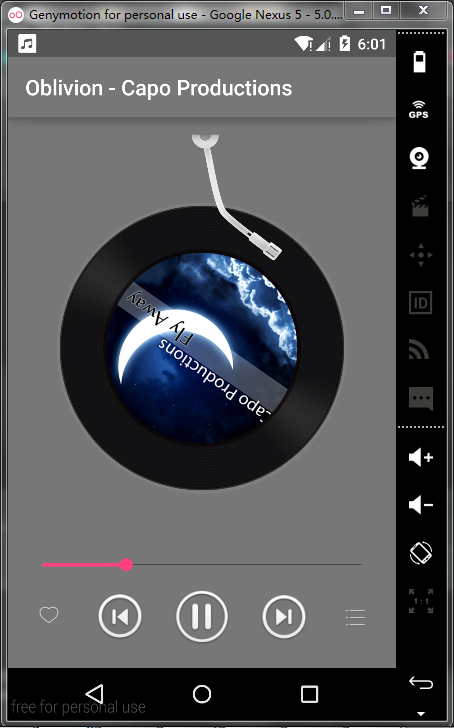 Genymotion for personal use - Google Nexus 5 - 5.0....
6:01
Oblivion - Capo Productions
GPS
ID
Fly Away
Capo Productions
1:1
free for personal use